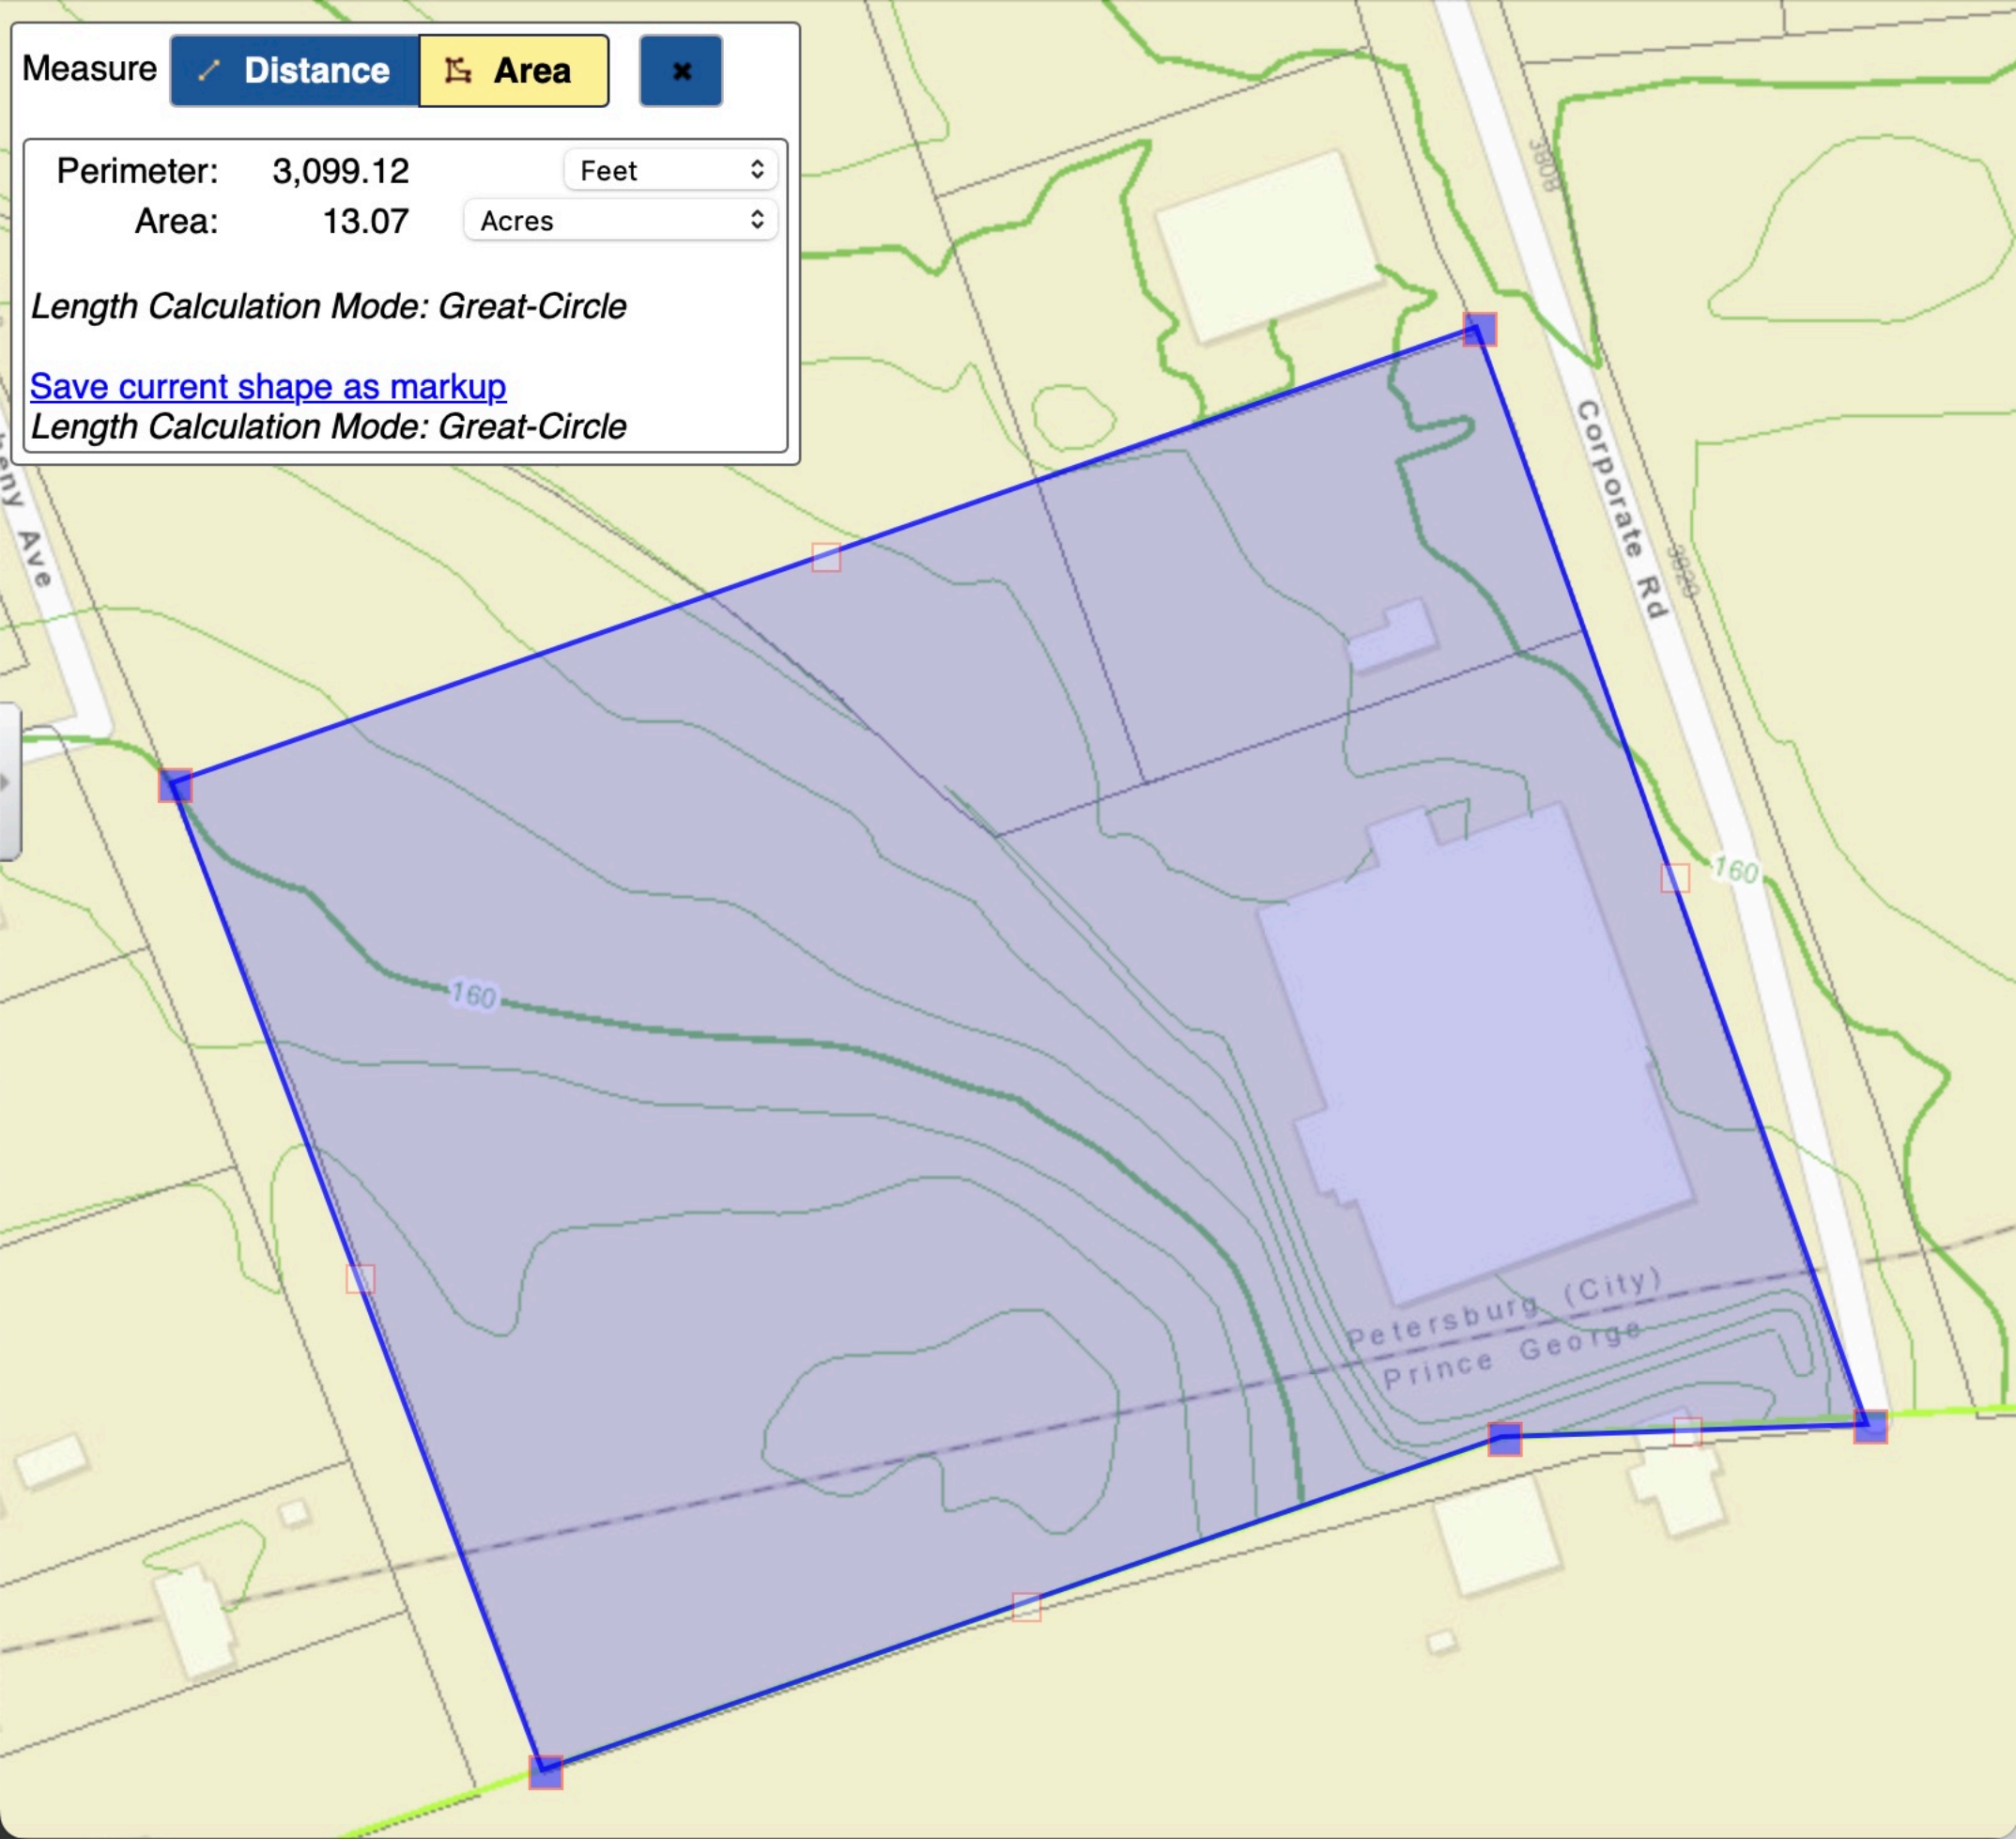 Measure Distance Area ✖
Perimeter: 3,099.12 Feet
Area: 13.07 Acres
Length Calculation Mode: Great-Circle
Save current shape as markup
Length Calculation Mode: Great-Circle
3808
Corporate Rd
3820
Ave
160
160
Petersburg (City)
Prince George